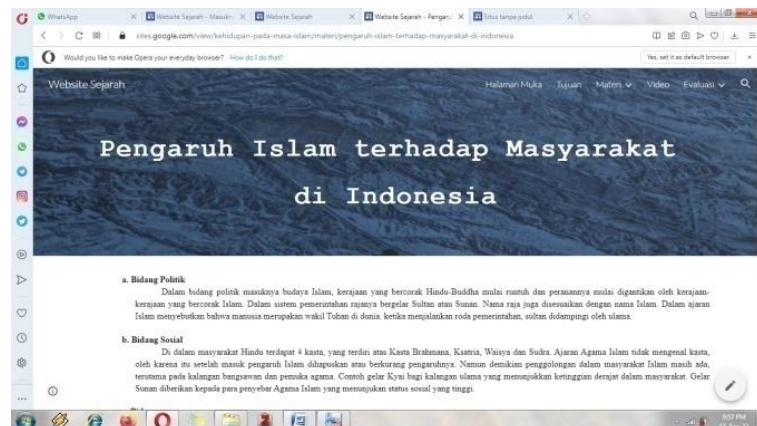 WhatsApp
Website Sejarah - Masukn
Website Sejarah
Website Sejarah - Pengaru
Situs tanpa judul
sites.google.com/view/kehidupan-pada-masa-islam/materi/pengaruh-islam-terhadap-masyarakat-di-indonesia
Would you like to make Opera your everyday browser? How do I do that?
Yes, set it as default browser
Website Sejarah
Halaman Muka Tujuan Materi Video Evaluasi
Pengaruh Islam terhadap Masyarakat
di Indonesia
a. Bidang Politik
Dalam bidang politik masuknya budaya Islam, kerajaan yang bercorak Hindu-Buddha mulai runtuh dan peranannya mulai digantikan oleh kerajaan-
kerajaan yang bercorak Islam. Dalam sistem pemerintahan rajanya bergelar Sultan atau Sunan. Nama raja juga disesuaikan dengan nama Islam. Dalam ajaran
Islam menyebutkan bahwa manusia merupakan wakil Tuhan di dunia. ketika menjalankan roda pemerintahan, sultan didampingi oleh ulama.
b. Bidang Sosial
Di dalam masyarakat Hindu terdapat 4 kasta, yang terdiri atas Kasta Brahmana, Ksatria, Waisya dan Sudra. Ajaran Agama Islam tidak mengenal kasta,
oleh karena itu setelah masuk pengaruh Islam dihapuskan atau berkurang pengaruhnya. Namun demikian penggolongan dalam masyarakat Islam masih ada,
terutama pada kalangan bangsawan dan pemuka agama. Contoh gelar Kyai bagi kalangan ulama yang menunjukkan ketinggian derajat dalam masyarakat. Gelar
Sunan diberikan kepada para penyebar Agama Islam yang menunjukan status sosial yang tinggi.
9:57 PM